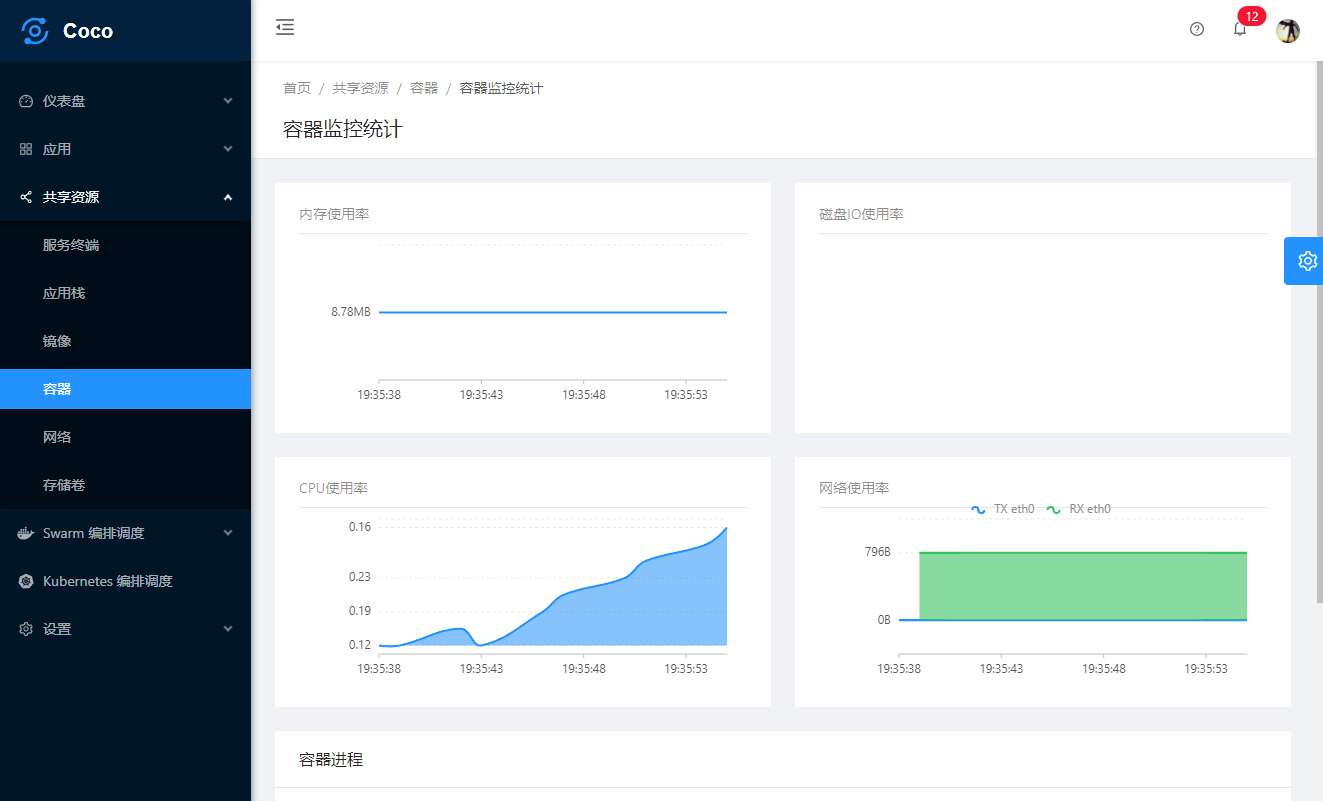 Coco
12
仪表盘
应用
共享资源
服务终端
应用栈
镜像
容器
网络
存储卷
Swarm 编排调度
Kubernetes 编排调度
设置
首页 / 共享资源 / 容器 / 容器监控统计
容器监控统计
内存使用率
8.78MB
19:35:38 19:35:43 19:35:48 19:35:53
磁盘IO使用率
CPU使用率
0.16
0.23
0.19
0.12
19:35:38 19:35:43 19:35:48 19:35:53
网络使用率
TX eth0 RX eth0
796B
0B
19:35:38 19:35:43 19:35:48 19:35:53
容器进程